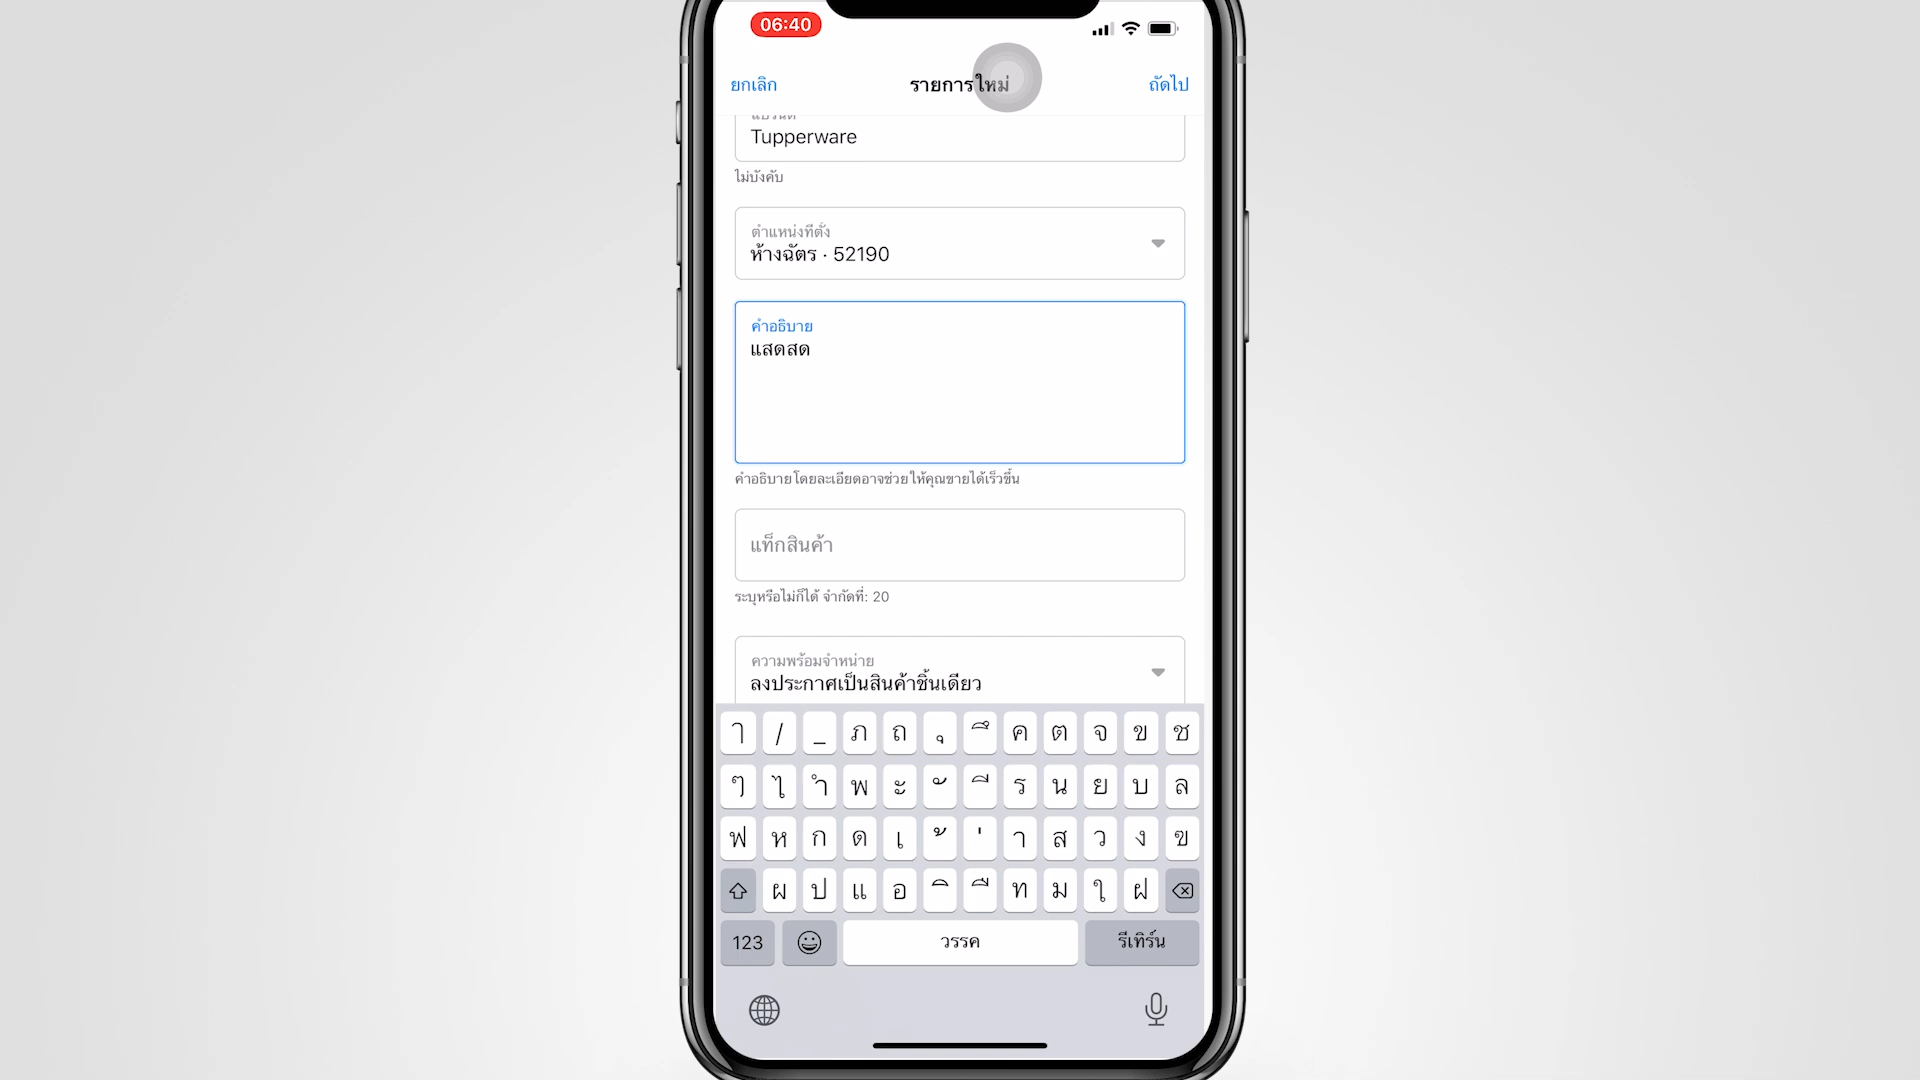 06:40
ยกเลิก
รายการใหม่
ถัดไป
แบรนด์
Tupperware
ไม่บังคับ
ตำแหน่งที่ตั้ง
ห้างฉัตร · 52190
คำอธิบาย
แสดสด
คำอธิบายโดยละเอียดอาจช่วยให้คุณขายได้เร็วขึ้น
แท็กสินค้า
ระบุหรือไม่ก็ได้ จำกัดที่: 20
ความพร้อมจำหน่าย
ลงประกาศเป็นสินค้าชิ้นเดียว
ๅ / _ ภ ถ ุ ึ ค ต จ ข ช
ๆ ไ ำ พ ะ ั ี ร น ย บ ล
ฟ ห ก ด เ ้ ่ า ส ว ง ฃ
ผ ป แ อ ิ ื ท ม ใ ฝ
123 วรรค รีเทิร์น